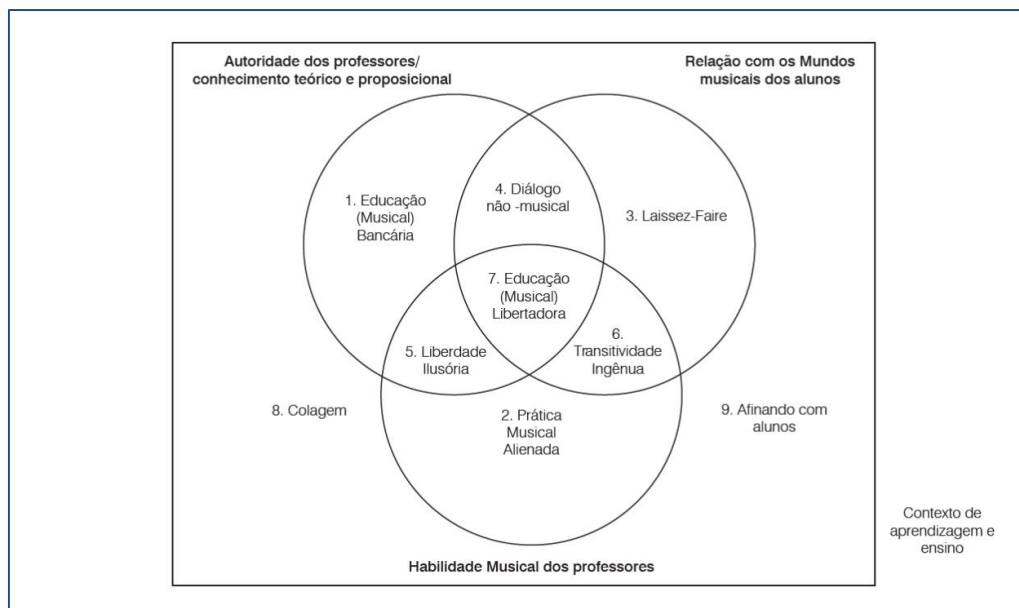 Autoridade dos professores/
conhecimento teórico e proposicional
Relação com os Mundos
musicais dos alunos
1. Educação
(Musical)
Bancária
4. Diálogo
não -musical
3. Laissez-Faire
7. Educação
(Musical)
Libertadora
5. Liberdade
Ilusória
6.
Transitividade
Ingênua
8. Colagem
2. Prática
Musical
Alienada
9. Afinando com
alunos
Contexto de
aprendizagem e
ensino
Habilidade Musical dos professores